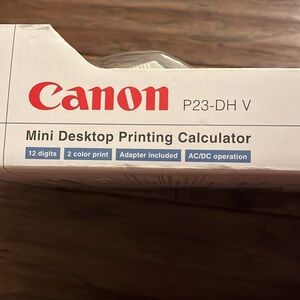 Canon P23-DH V
Mini Desktop Printing Calculator
12 digits 2 color print Adapter included AC/DC operation